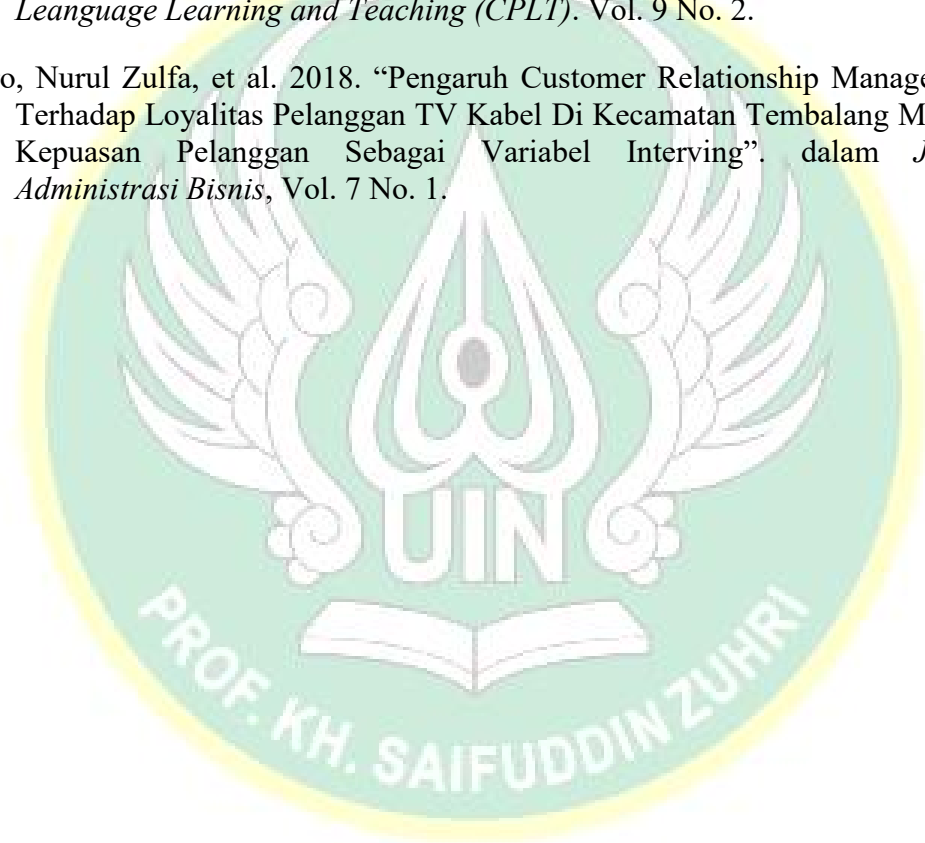 Leanguage Learning and Teaching (CPLT). Vol. 9 No. 2.
o, Nurul Zulfa, et al. 2018. “Pengaruh Customer Relationship Manage
Terhadap Loyalitas Pelanggan TV Kabel Di Kecamatan Tembalang M
Kepuasan Pelanggan Sebagai Variabel Interving”. dalam J
Administrasi Bisnis, Vol. 7 No. 1.
UIN
PROF. KH. SAIFUDDIN ZUHRI